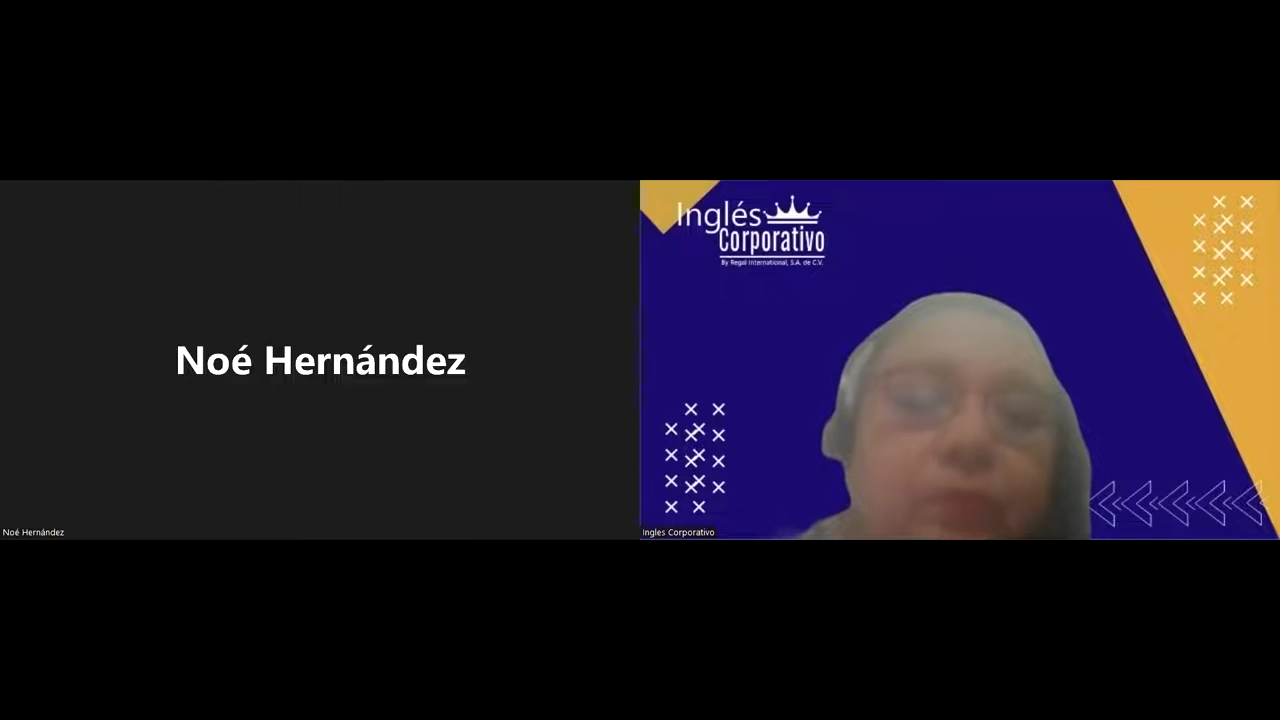 Noé Hernández
Noé Hernández
Inglés
Corporativo
By Regal International, S.A. de C.V.
Ingles Corporativo